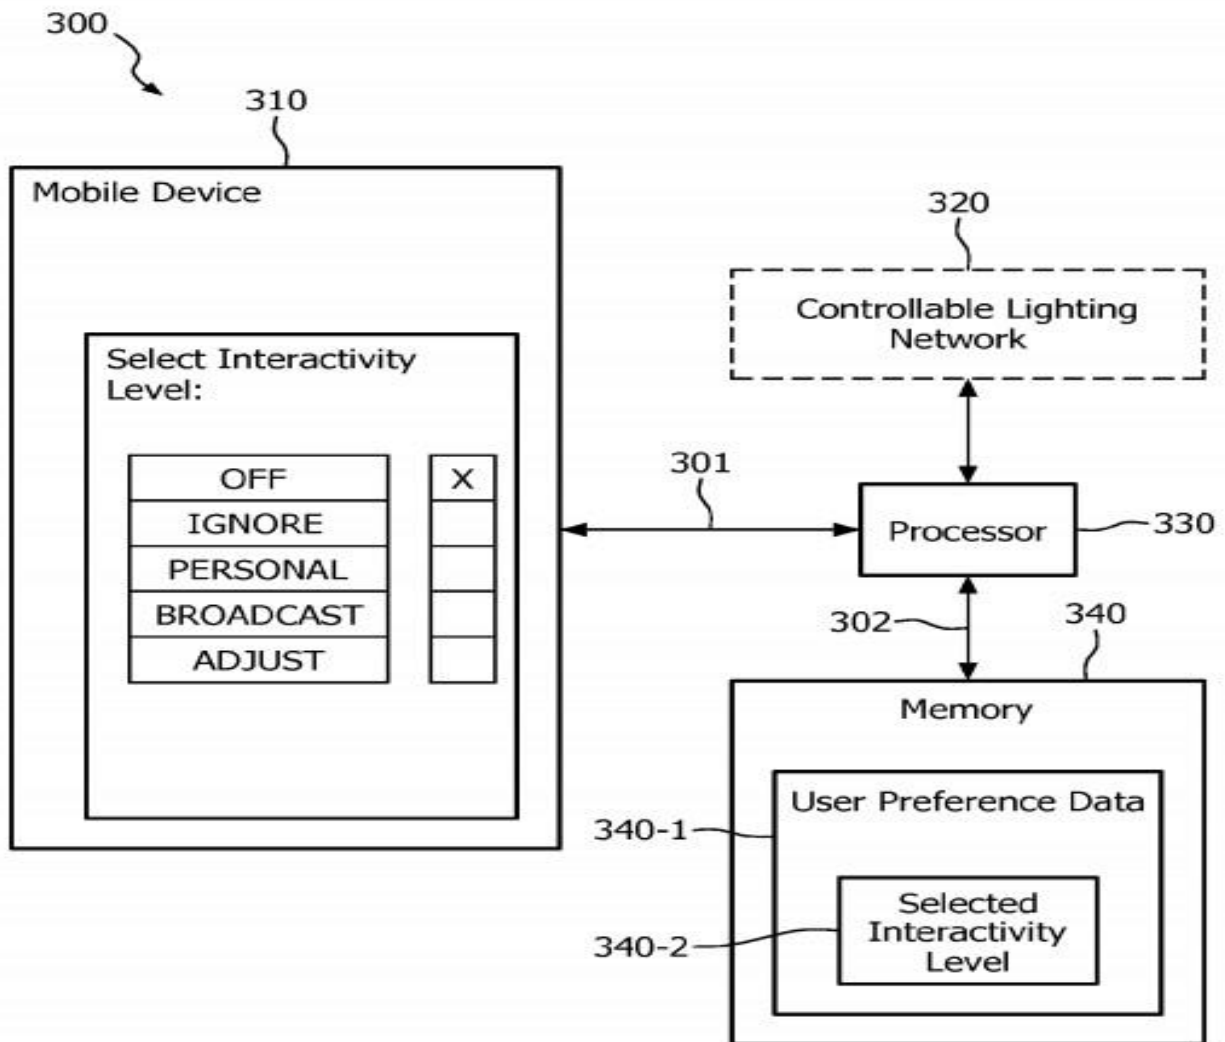 300
310
Mobile Device
320
Controllable Lighting
Network
Select Interactivity
Level:
OFF X
IGNORE
PERSONAL
BROADCAST
ADJUST
301
Processor
330
302
340
Memory
User Preference Data
340-1
Selected
Interactivity
Level
340-2